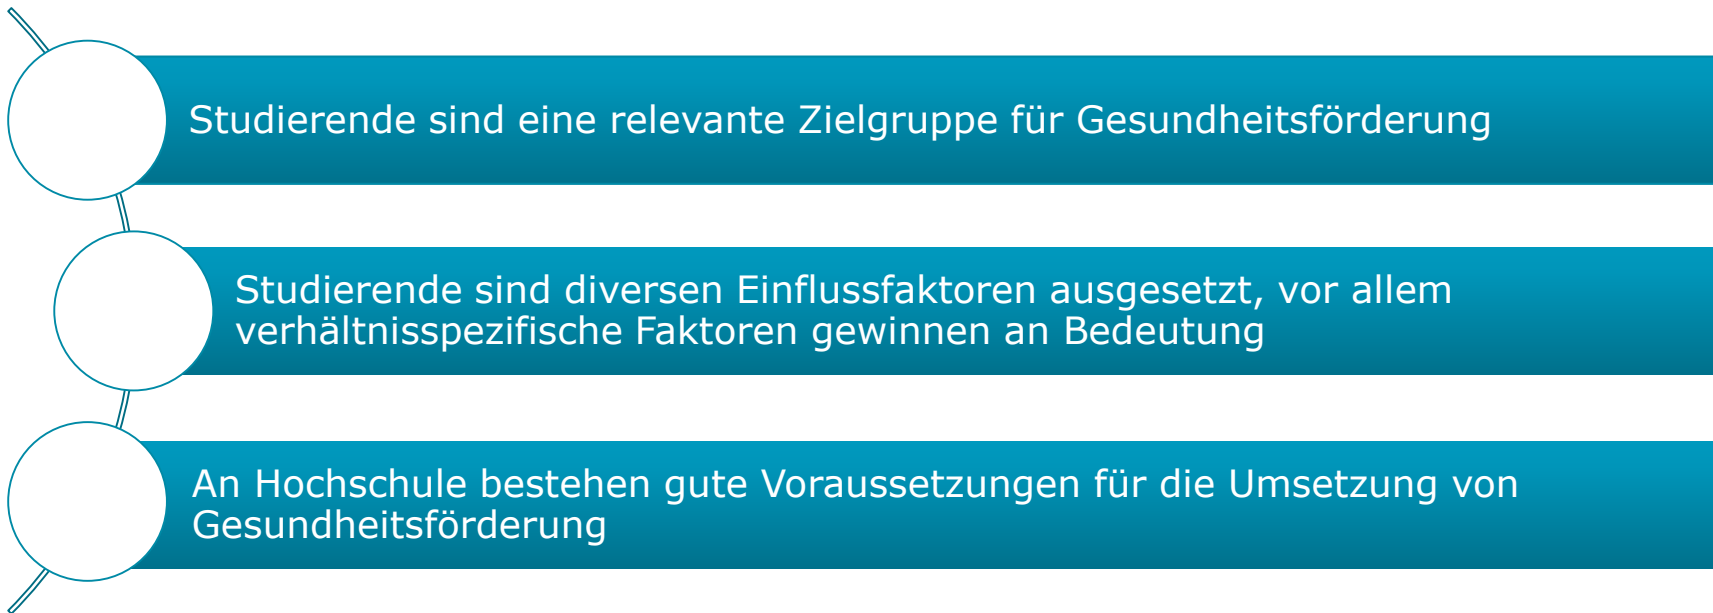 Studierende sind eine relevante Zielgruppe für Gesundheitsförderung
Studierende sind diversen Einflussfaktoren ausgesetzt, vor allem
verhältnisspezifische Faktoren gewinnen an Bedeutung
An Hochschule bestehen gute Voraussetzungen für die Umsetzung von
Gesundheitsförderung